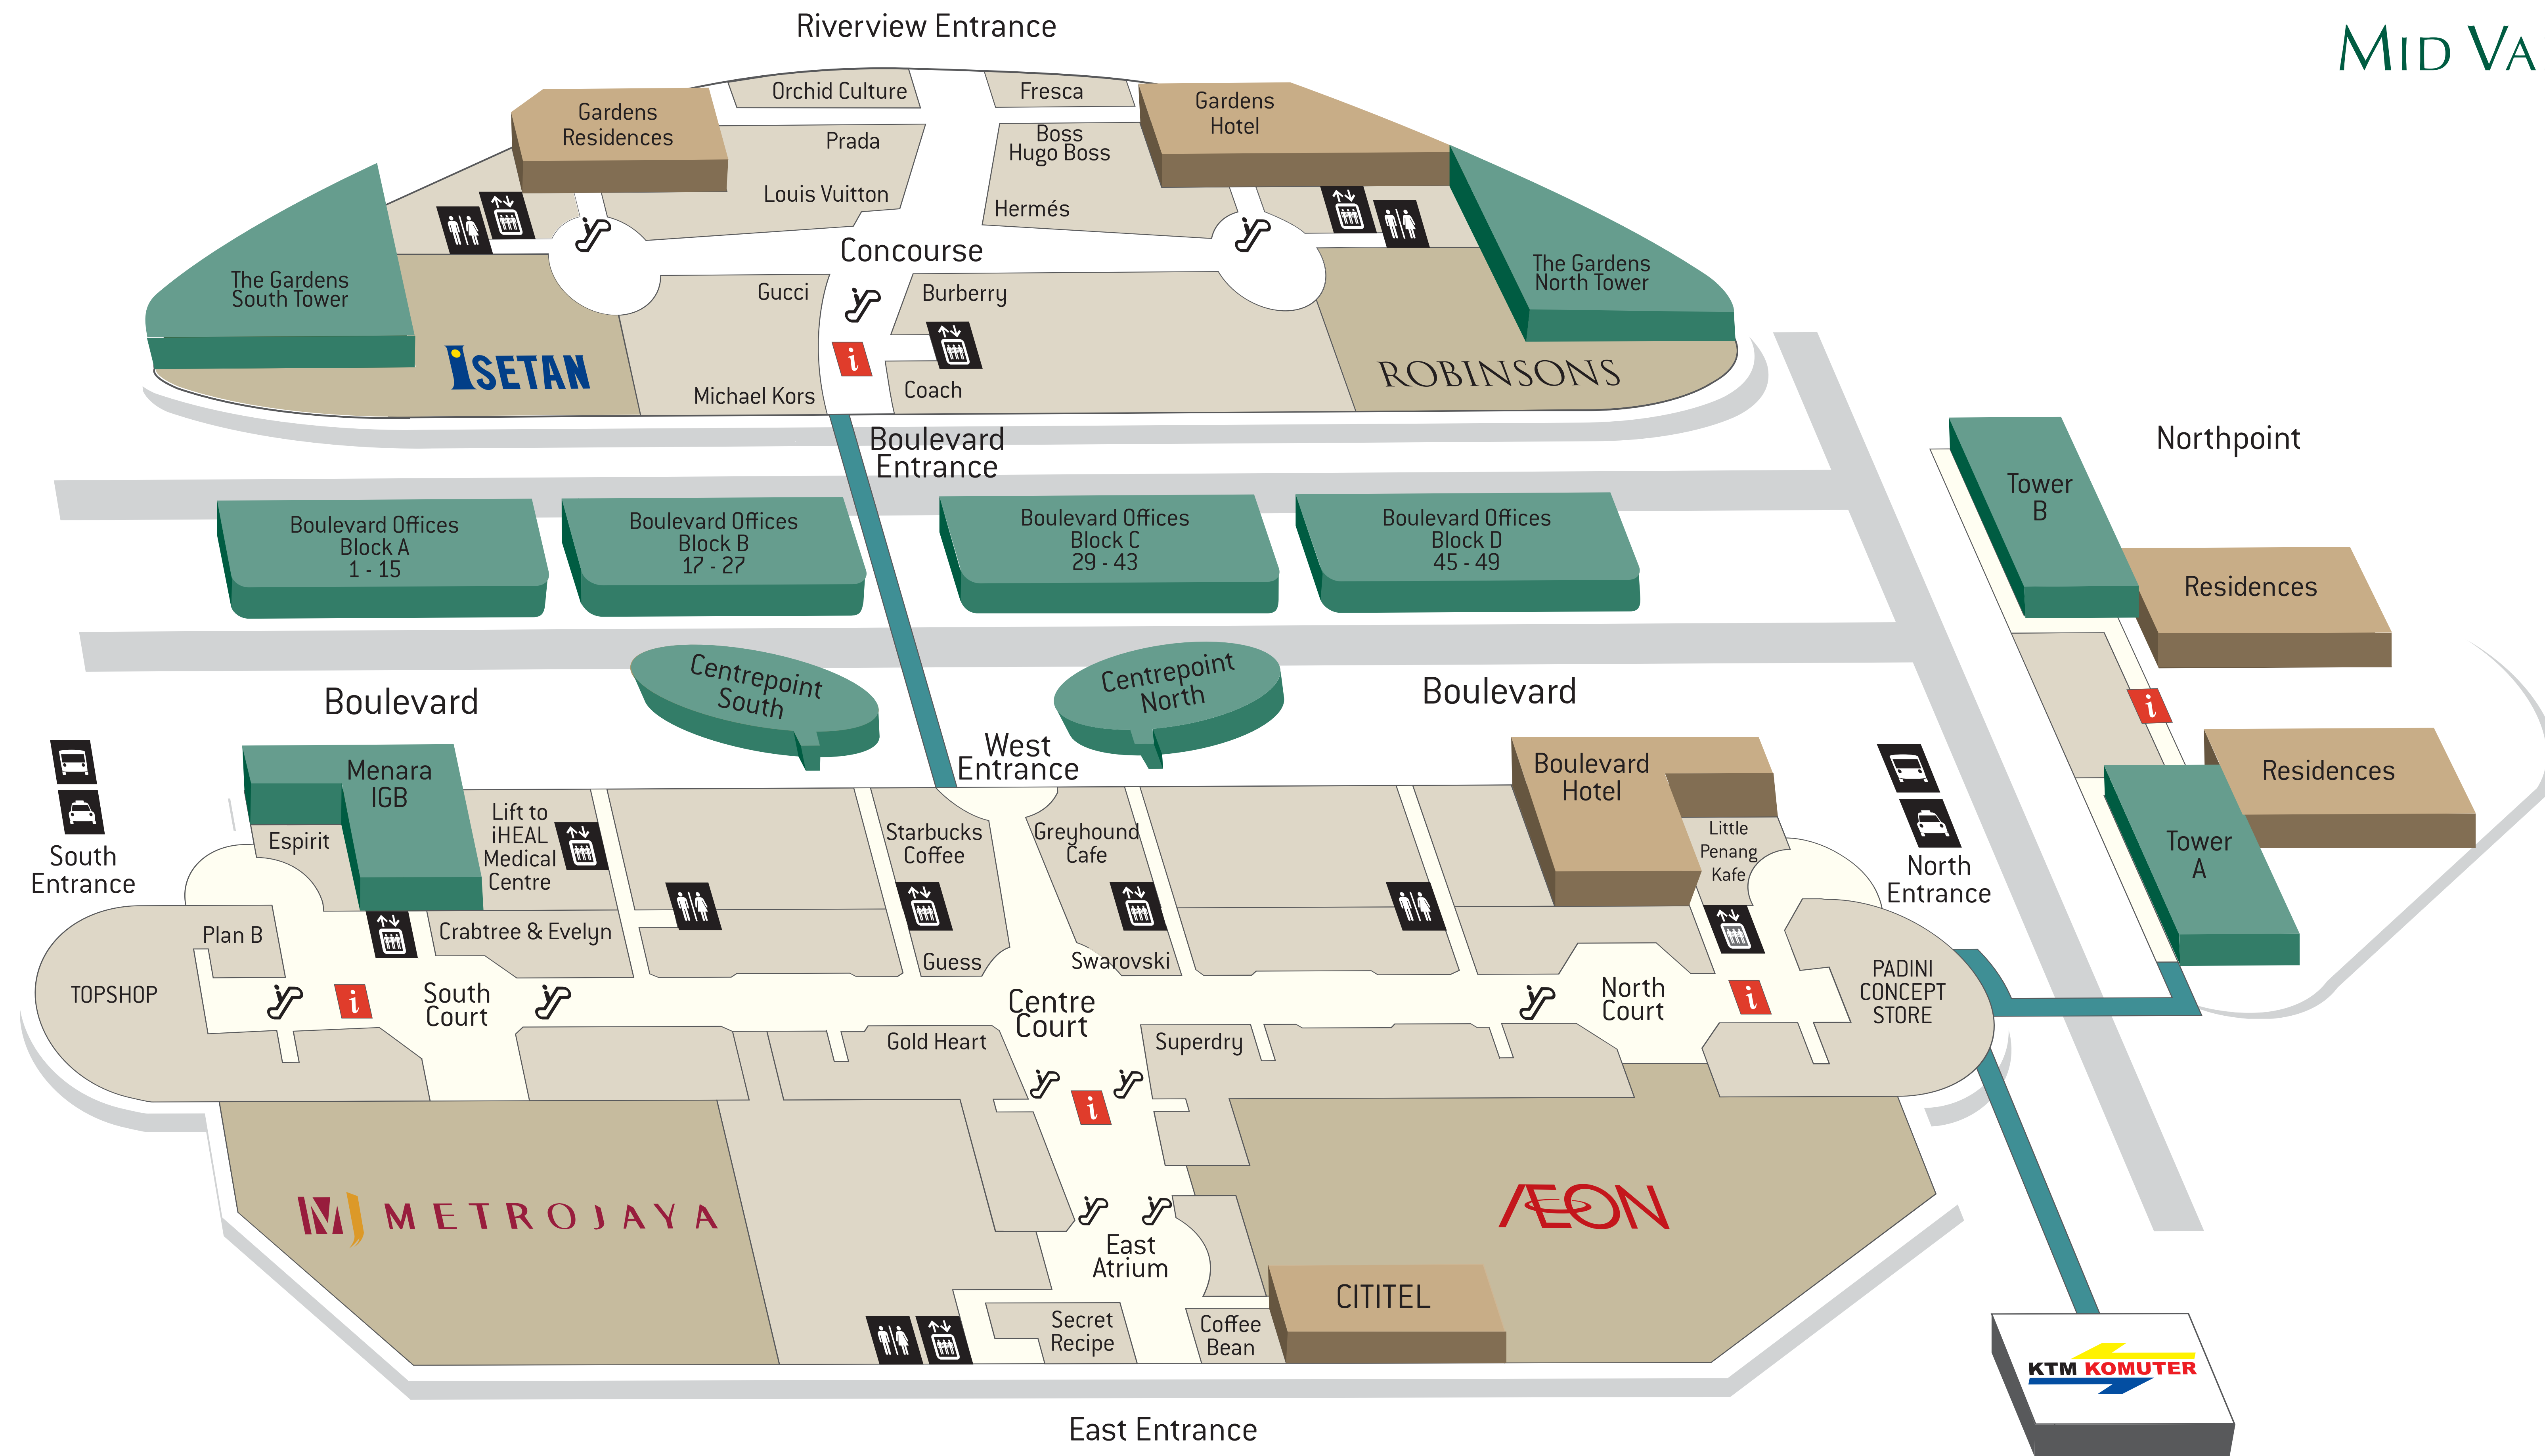 Riverview Entrance
MID VA
Orchid Culture
Fresca
Gardens
Residences
Gardens
Hotel
Prada
Boss
Hugo Boss
Louis Vuitton
Hermés
Concourse
The Gardens
South Tower
The Gardens
North Tower
Gucci
Burberry
iSETAN
ROBINSONS
i
Michael Kors
Coach
Boulevard
Entrance
Northpoint
Tower
B
Boulevard Offices
Block A
1 - 15
Boulevard Offices
Block B
17 - 27
Boulevard Offices
Block C
29 - 43
Boulevard Offices
Block D
45 - 49
Residences
Centrepoint
South
Centrepoint
North
Boulevard
Boulevard
i
West
Entrance
Menara
IGB
Boulevard
Hotel
Residences
Lift to
iHEAL
Medical
Centre
Espirit
South
Entrance
Starbucks
Coffee
Greyhound
Cafe
Little
Penang
Kafe
North
Entrance
Tower
A
Plan B
Crabtree & Evelyn
Guess
Swarovski
TOPSHOP
i
South
Court
Centre
Court
North
Court
i
PADINI
CONCEPT
STORE
Gold Heart
Superdry
i
MJ METROJAYA
AEON
East
Atrium
CITITEL
Secret
Recipe
Coffee
Bean
KTM KOMUTER
East Entrance